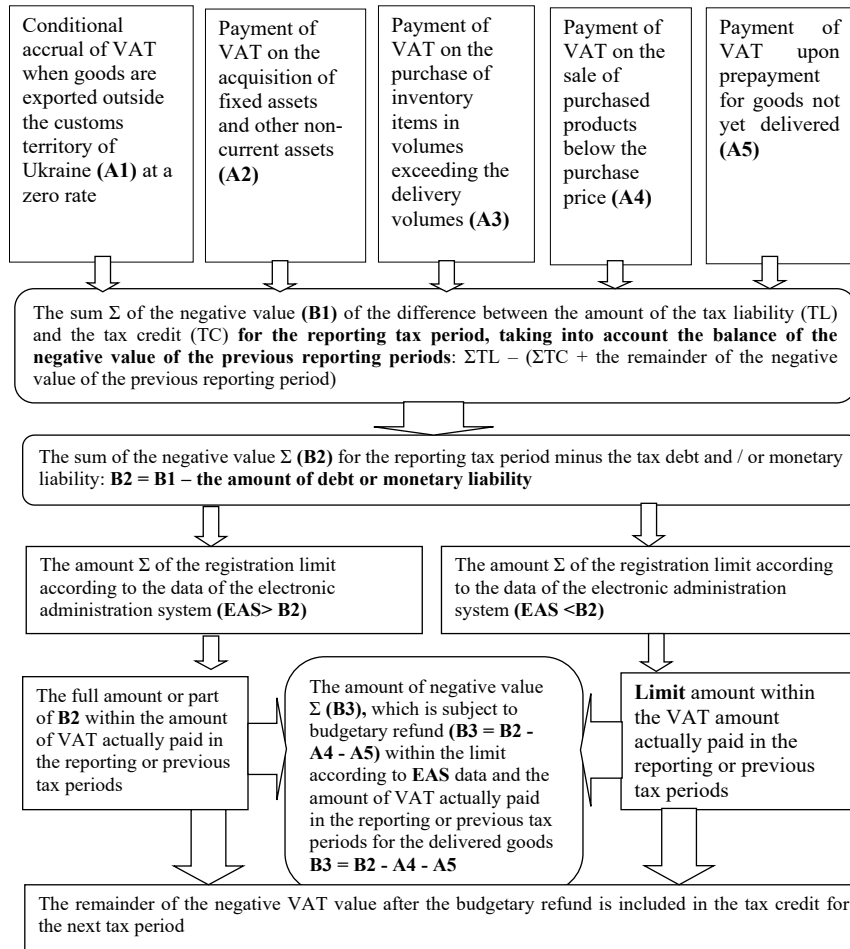 Conditional
accrual of VAT
when goods are
exported outside
the customs
territory of
Ukraine (A1) at a
zero rate
Payment of
VAT on the
acquisition of
fixed assets
and other non-
current assets
(A2)
Payment of
VAT on the
purchase of
inventory
items in
volumes
exceeding the
delivery
volumes (A3)
Payment of
VAT on the
sale of
purchased
products
below the
purchase
price (A4)
Payment of
VAT upon
prepayment
for goods not
yet delivered
(A5)
The sum Σ of the negative value (B1) of the difference between the amount of the tax liability (TL)
and the tax credit (TC) for the reporting tax period, taking into account the balance of the
negative value of the previous reporting periods: ΣTL – (ΣTC + the remainder of the negative
value of the previous reporting period)
The sum of the negative value Σ (B2) for the reporting tax period minus the tax debt and / or monetary
liability: B2 = B1 – the amount of debt or monetary liability
The amount Σ of the registration limit
according to the data of the electronic
administration system (EAS> B2)
The amount Σ of the registration limit according
to the data of the electronic administration
system (EAS <B2)
The full amount or part
of B2 within the amount
of VAT actually paid in
the reporting or previous
tax periods
The amount of negative value
Σ (B3), which is subject to
budgetary refund (B3 = B2 -
A4 - A5) within the limit
according to EAS data and the
amount of VAT actually paid
in the reporting or previous tax
periods for the delivered goods
B3 = B2 - A4 - A5
Limit amount within
the VAT amount
actually paid in the
reporting or previous
tax periods
The remainder of the negative VAT value after the budgetary refund is included in the tax credit for
the next tax period